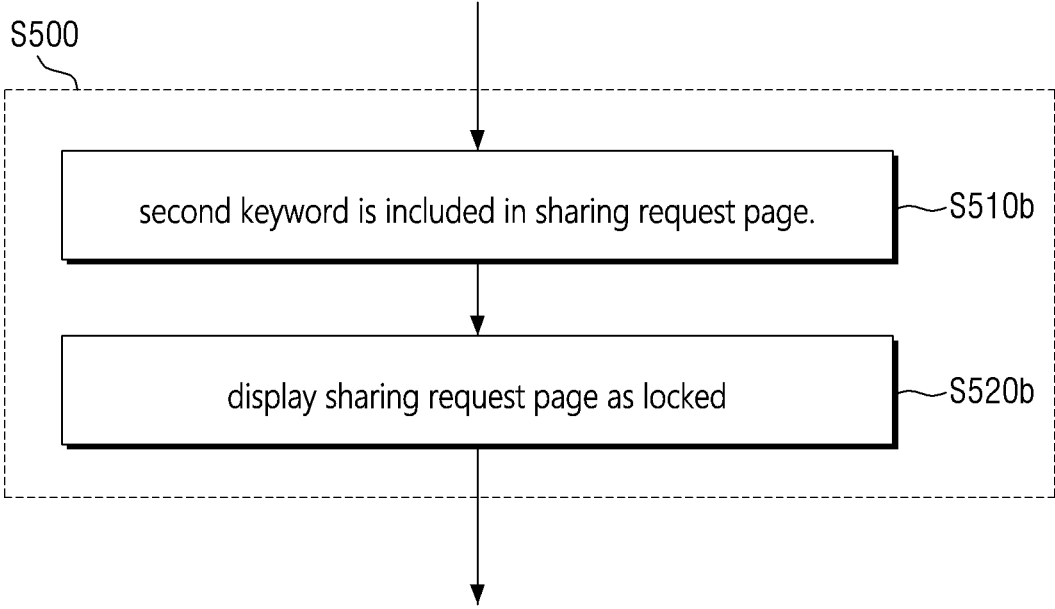 S500
second keyword is included in sharing request page.
S510b
display sharing request page as locked
S520b